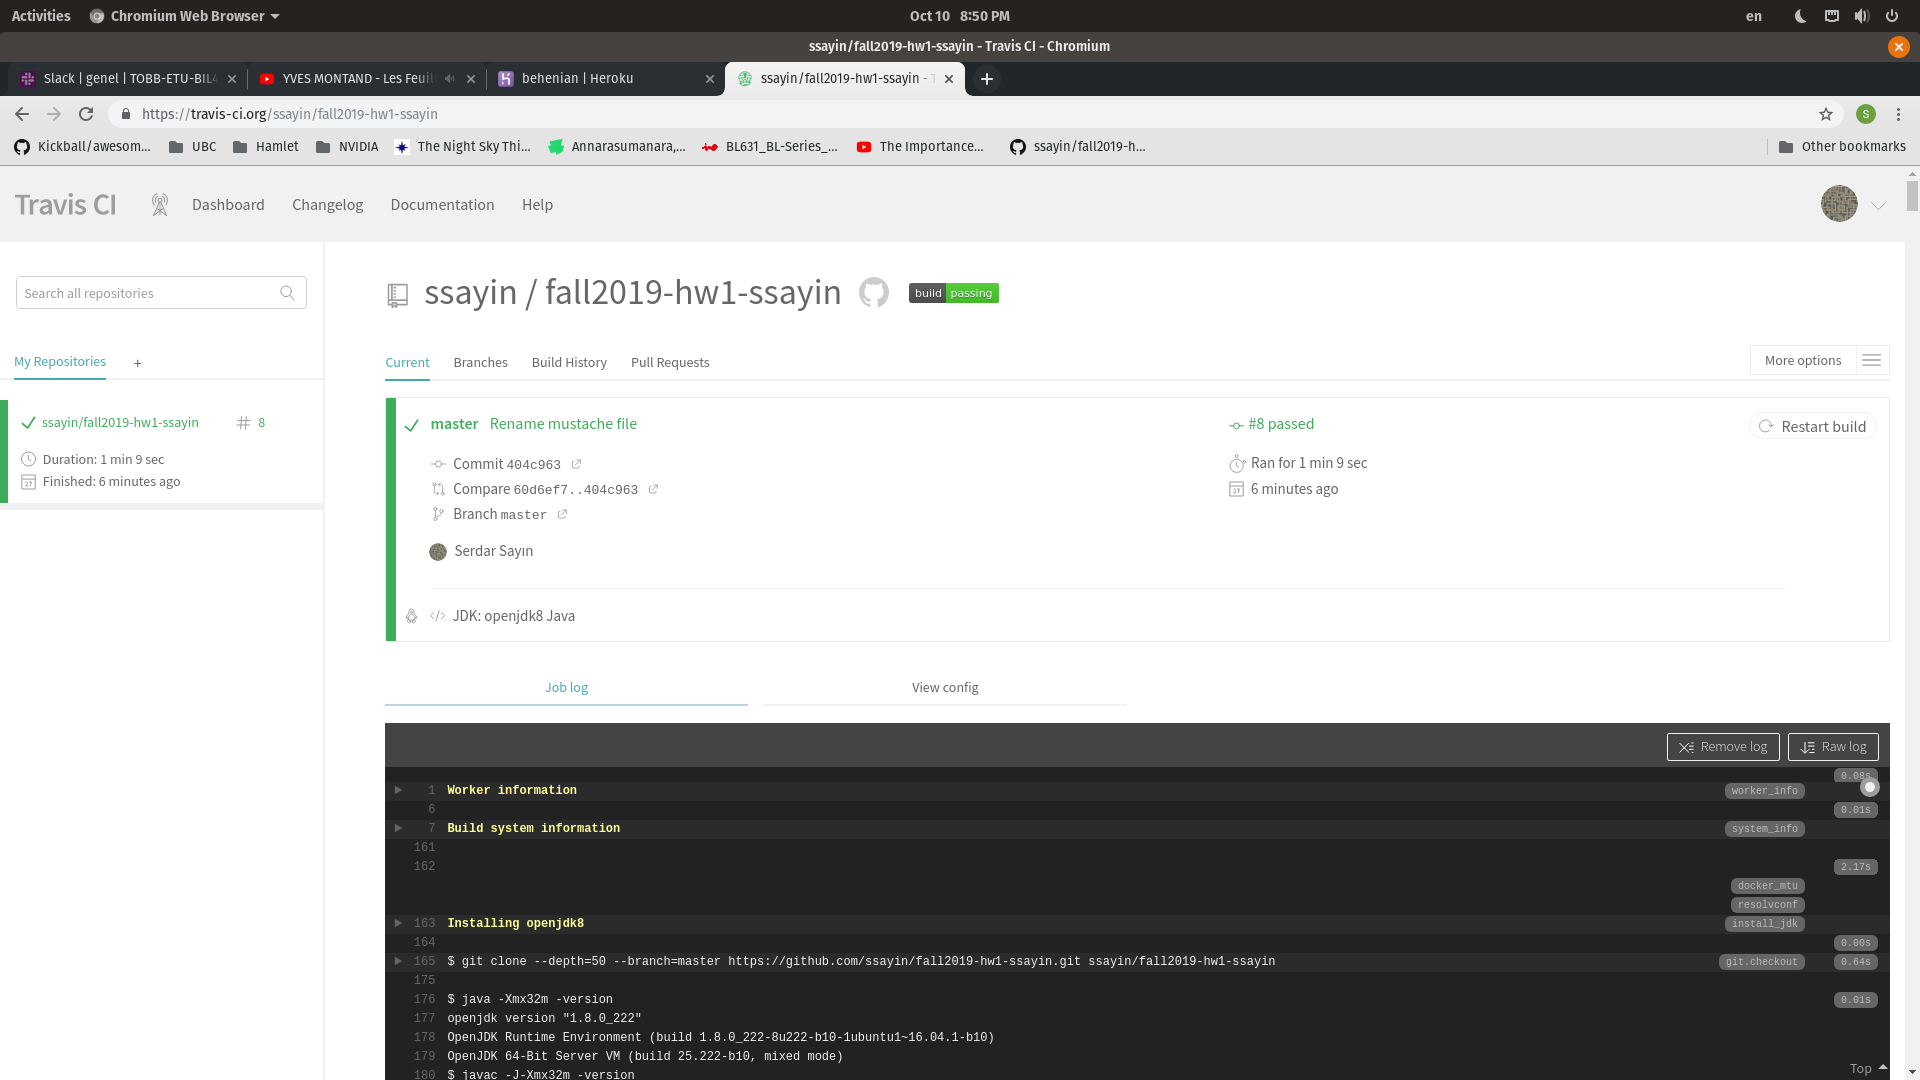 Activities Chromium Web Browser Oct 10 8:50 PM en
ssayin/fall2019-hw1-ssayin - Travis CI - Chromium
Slack | genel | TOBB-ETU-BIL4 YVES MONTAND - Les Feuil behenian | Heroku ssayin/fall2019-hw1-ssayin - T
https://travis-ci.org/ssayin/fall2019-hw1-ssayin S
Kickball/awesom... UBC Hamlet NVIDIA The Night Sky Thi... Annarasumanara,... BL631_BL-Series_... The Importance... ssayin/fall2019-h... Other bookmarks
Travis CI Dashboard Changelog Documentation Help
Search all repositories
ssayin / fall2019-hw1-ssayin build passing
My Repositories +
Current Branches Build History Pull Requests More options
ssayin/fall2019-hw1-ssayin # 8
Duration: 1 min 9 sec
Finished: 6 minutes ago
master Rename mustache file #8 passed Restart build
Commit 404c963 Ran for 1 min 9 sec
Compare 60d6ef7..404c963 6 minutes ago
Branch master
Serdar Sayın
</> JDK: openjdk8 Java
Job log View config
Remove log Raw log
0.08s
1 Worker information worker_info
6 0.01s
7 Build system information system_info
161
162 2.17s
docker_mtu
resolvconf
163 Installing openjdk8 install_jdk
164 0.00s
165 $ git clone --depth=50 --branch=master https://github.com/ssayin/fall2019-hw1-ssayin.git ssayin/fall2019-hw1-ssayin git.checkout 0.64s
175
176 $ java -Xmx32m -version 0.01s
177 openjdk version "1.8.0_222"
178 OpenJDK Runtime Environment (build 1.8.0_222-8u222-b10-1ubuntu1~16.04.1-b10)
179 OpenJDK 64-Bit Server VM (build 25.222-b10, mixed mode)
180 $ javac -J-Xmx32m -version
Top